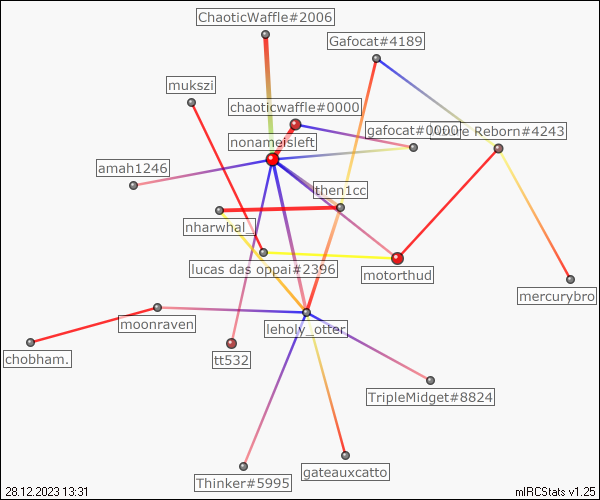 ChaoticWaffle#2006
Gafocat#4189
mukszi
chaoticwaffle#0000
gafocat#0000
Reborn#4243
nonameisleft
amah1246
then1cc
nharwhal_
lucas das oppai#2396
motorthud
mercurybro
moonraven
leholy_otter
chobham.
tt532
TripleMidget#8824
Thinker#5995
gateauxcatto
28.12.2023 13:31
mIRCStats v1.25